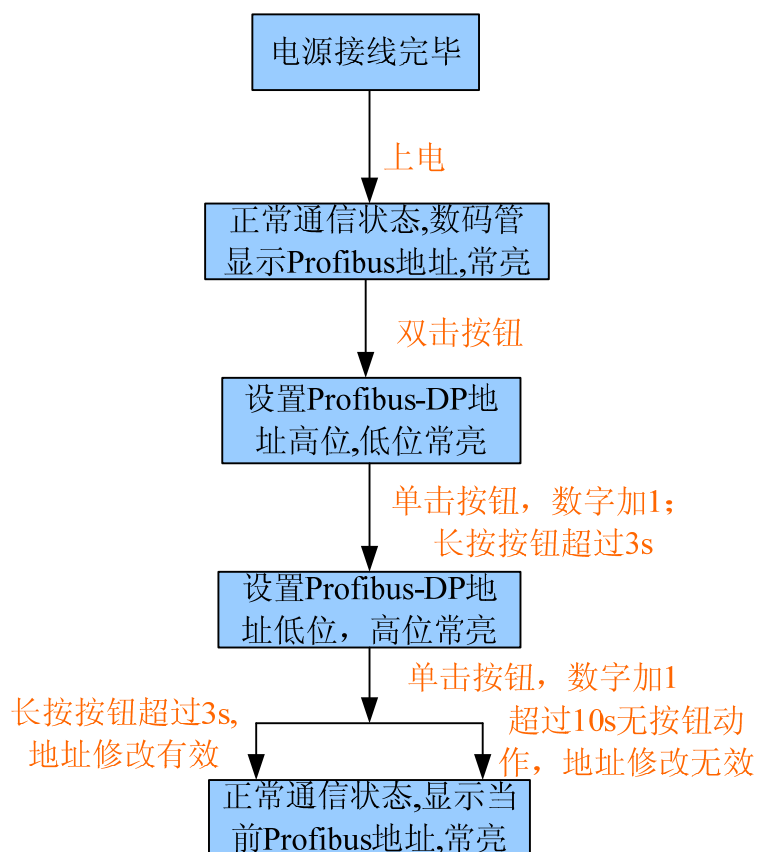 电源接线完毕
上电
正常通信状态,数码管
显示Profibus地址,常亮
双击按钮
设置Profibus-DP地
址高位,低位常亮
单击按钮，数字加1；
长按按钮超过3s
设置Profibus-DP地
址低位，高位常亮
单击按钮，数字加1
长按按钮超过3s,
地址修改有效
超过10s无按钮动
作，地址修改无效
正常通信状态,显示当
前Profibus地址,常亮